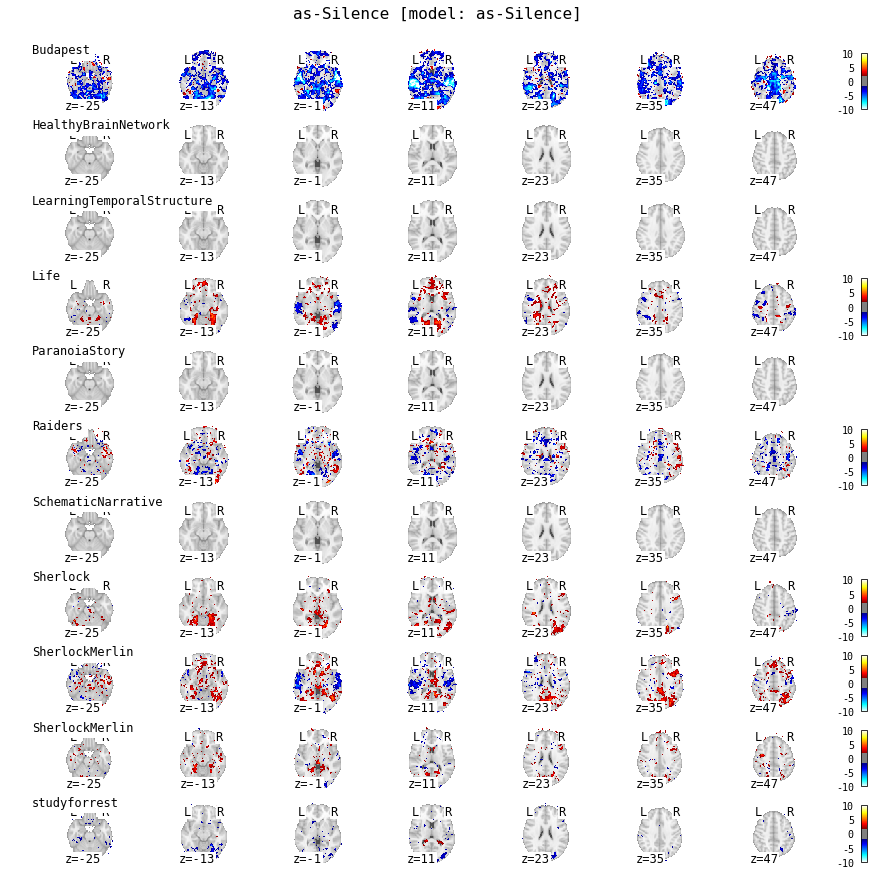 as-Silence [model: as-Silence]
Budapest
L R L R L R L R L R L R L R
z=-25 z=-13 z=-1 z=11 z=23 z=35 z=47
10
5
0
-5
-10
HealthyBrainNetwork
L R L R L R L R L R L R L R
z=-25 z=-13 z=-1 z=11 z=23 z=35 z=47
LearningTemporalStructure
L R L R L R L R L R L R L R
z=-25 z=-13 z=-1 z=11 z=23 z=35 z=47
Life
L R L R L R L R L R L R L R
z=-25 z=-13 z=-1 z=11 z=23 z=35 z=47
10
5
0
-5
-10
ParanoiaStory
L R L R L R L R L R L R L R
z=-25 z=-13 z=-1 z=11 z=23 z=35 z=47
Raiders
L R L R L R L R L R L R L R
z=-25 z=-13 z=-1 z=11 z=23 z=35 z=47
10
5
0
-5
-10
SchematicNarrative
L R L R L R L R L R L R L R
z=-25 z=-13 z=-1 z=11 z=23 z=35 z=47
Sherlock
L R L R L R L R L R L R L R
z=-25 z=-13 z=-1 z=11 z=23 z=35 z=47
10
5
0
-5
-10
SherlockMerlin
L R L R L R L R L R L R L R
z=-25 z=-13 z=-1 z=11 z=23 z=35 z=47
10
5
0
-5
-10
SherlockMerlin
L R L R L R L R L R L R L R
z=-25 z=-13 z=-1 z=11 z=23 z=35 z=47
10
5
0
-5
-10
studyforrest
L R L R L R L R L R L R L R
z=-25 z=-13 z=-1 z=11 z=23 z=35 z=47
10
5
0
-5
-10